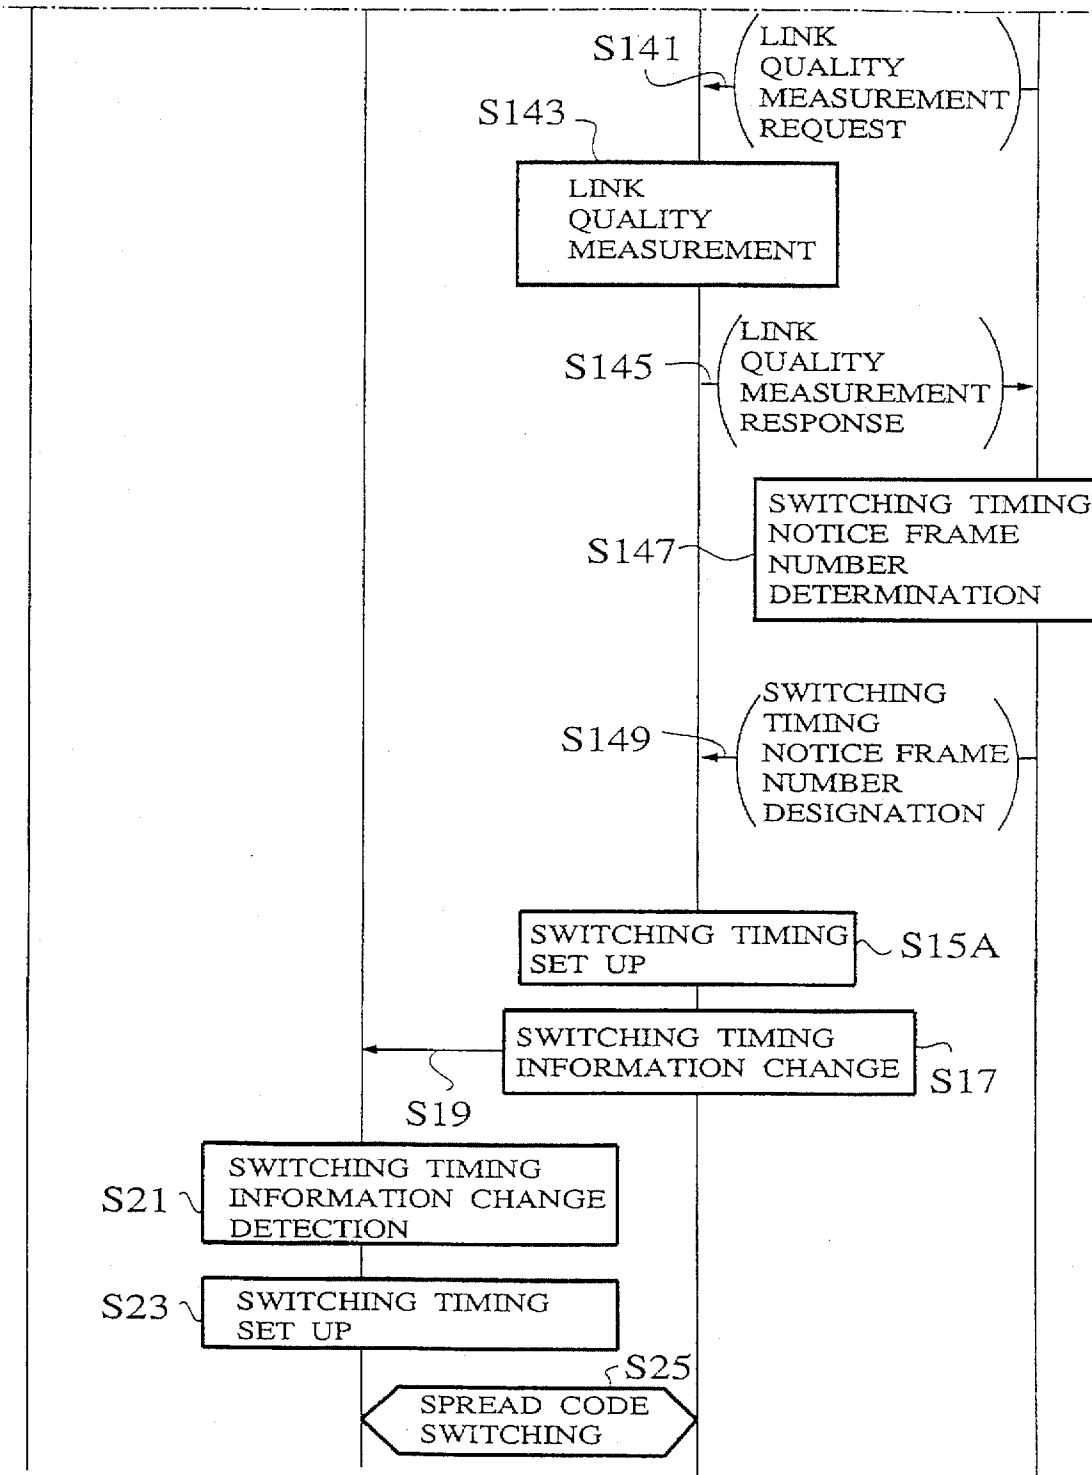 S141
LINK
QUALITY
MEASUREMENT
REQUEST
S143
LINK
QUALITY
MEASUREMENT
S145
LINK
QUALITY
MEASUREMENT
RESPONSE
S147
SWITCHING TIMING
NOTICE FRAME
NUMBER
DETERMINATION
S149
SWITCHING
TIMING
NOTICE FRAME
NUMBER
DESIGNATION
SWITCHING TIMING
SET UP
S15A
SWITCHING TIMING
INFORMATION CHANGE
S17
S19
S21
SWITCHING TIMING
INFORMATION CHANGE
DETECTION
S23
SWITCHING TIMING
SET UP
S25
SPREAD CODE
SWITCHING